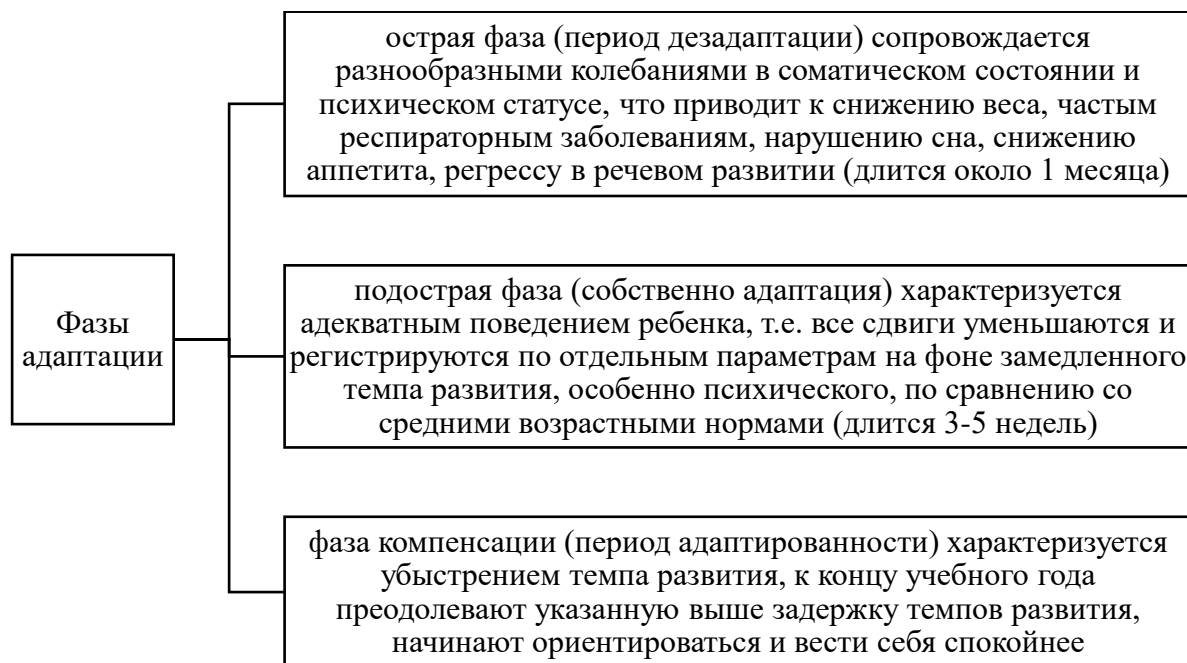 острая фаза (период дезадаптации) сопровождается
разнообразными колебаниями в соматическом состоянии и
психическом статусе, что приводит к снижению веса, частым
респираторным заболеваниям, нарушению сна, снижению
аппетита, регрессу в речевом развитии (длится около 1 месяца)
Фазы
адаптации
подострая фаза (собственно адаптация) характеризуется
адекватным поведением ребенка, т.е. все сдвиги уменьшаются и
регистрируются по отдельным параметрам на фоне замедленного
темпа развития, особенно психического, по сравнению со
средними возрастными нормами (длится 3-5 недель)
фаза компенсации (период адаптированности) характеризуется
убыстрением темпа развития, к концу учебного года
преодолевают указанную выше задержку темпов развития,
начинают ориентироваться и вести себя спокойнее